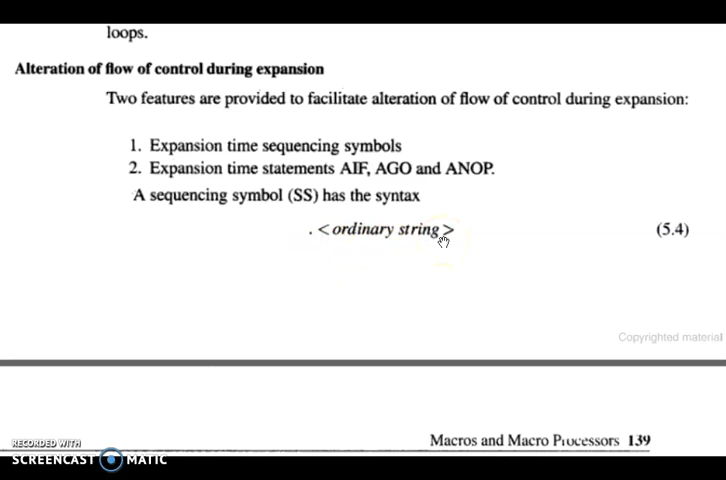 loops.
Alteration of flow of control during expansion
Two features are provided to facilitate alteration of flow of control during expansion:
1. Expansion time sequencing symbols
2. Expansion time statements AIF, AGO and ANOP.
A sequencing symbol (SS) has the syntax
. < ordinary string > (5.4)
Copyrighted material
Macros and Macro Processors 139
RECORDED WITH
SCREENCAST MATIC